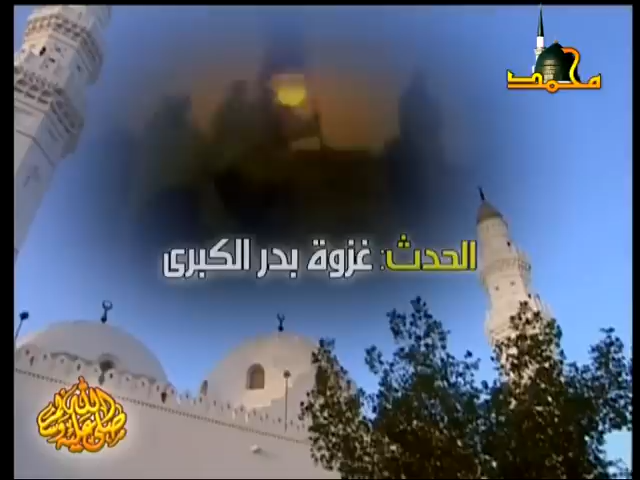 محمد
الحدث: غزوة بدر الكبرى
صلى الله عليه وسلم